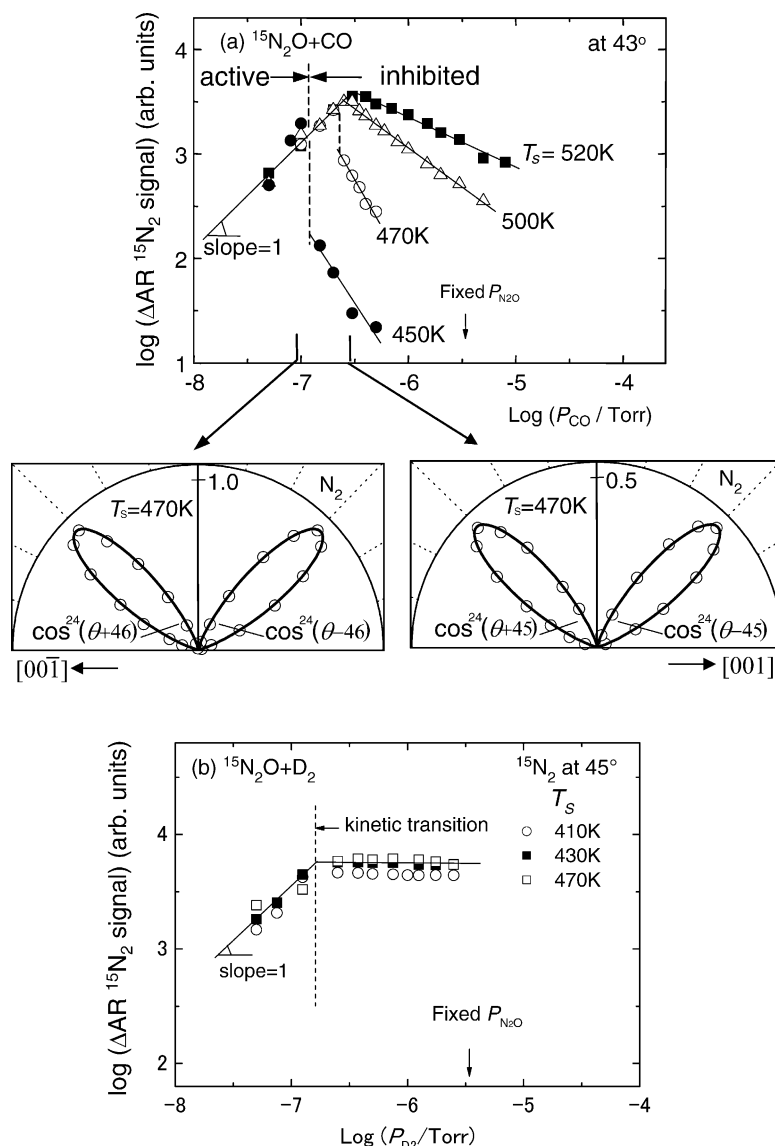 (a) ¹⁵N₂O+CO
at 43°
active
inhibited
Tₛ= 520K
500K
470K
450K
slope=1
Fixed P_N2O
log (ΔAR ¹⁵N₂ signal) (arb. units)
4
3
2
1
-8 -7 -6 -5 -4
Log (P_CO / Torr)
Tₛ=470K
1.0
N₂
cos²⁴(θ+46)
cos²⁴(θ−46)
[001̅]
Tₛ=470K
0.5
N₂
cos²⁴(θ+45)
cos²⁴(θ−45)
[001]
(b) ¹⁵N₂O+D₂
¹⁵N₂ at 45°
T_S
410K
430K
470K
kinetic transition
slope=1
Fixed P_N2O
log (ΔAR ¹⁵N₂ signal) (arb. units)
5
4
3
2
−8 −7 −6 −5 −4
Log (P_D2/Torr)